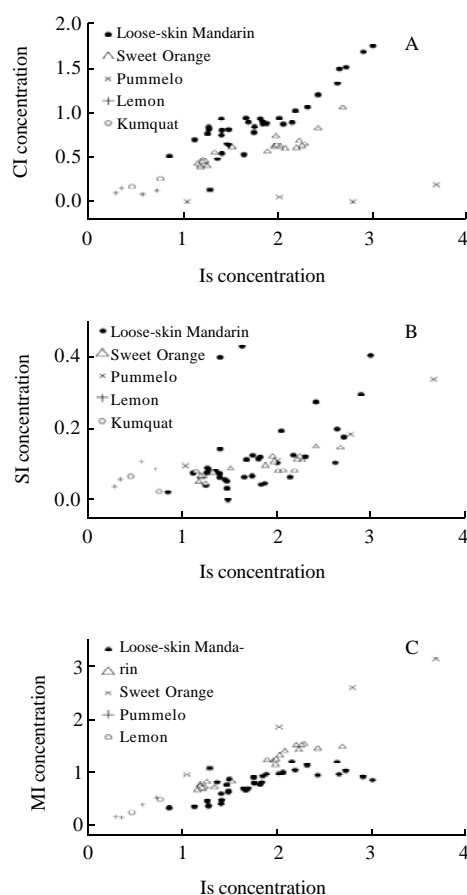 A
CI concentration
2.0
1.5
1.0
0.5
0.0
Loose-skin Mandarin
Sweet Orange
Pummelo
Lemon
Kumquat
0 1 2 3 4
Is concentration
B
SI concentration
0.4
0.2
0.0
Loose-skin Mandarin
Sweet Orange
Pummelo
Lemon
Kumquat
0 1 2 3 4
Is concentration
C
MI concentration
3
2
1
0
Loose-skin Manda-
rin
Sweet Orange
Pummelo
Lemon
0 1 2 3 4
Is concentration